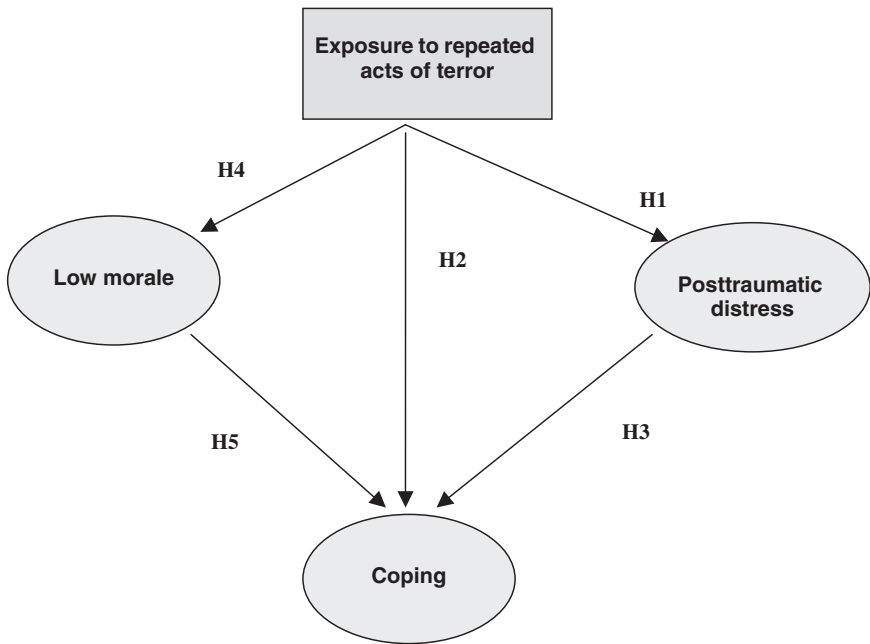 Exposure to repeated
acts of terror
H4
H1
H2
Low morale
Posttraumatic
distress
H5
H3
Coping